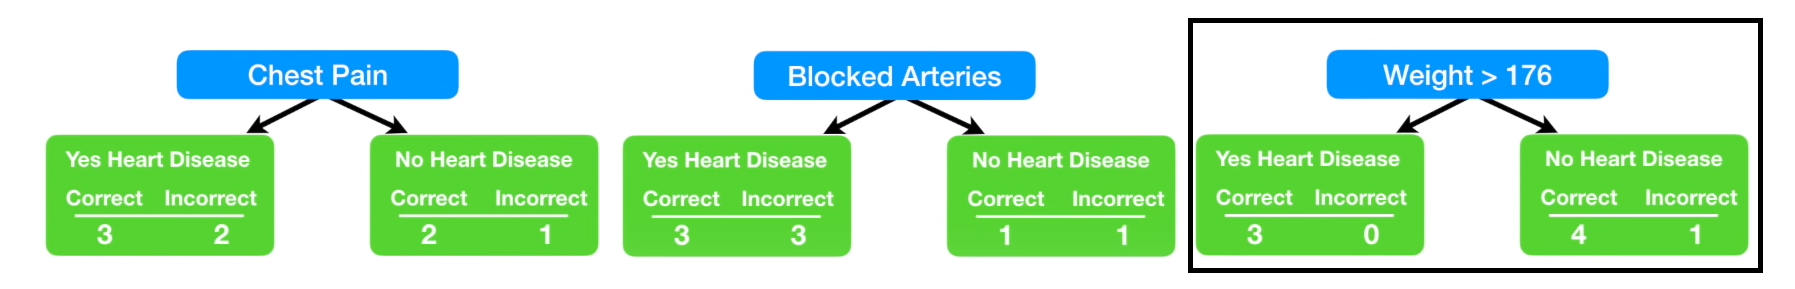 Chest Pain
Yes Heart Disease
Correct Incorrect
3 2
No Heart Disease
Correct Incorrect
2 1
Blocked Arteries
Yes Heart Disease
Correct Incorrect
3 3
No Heart Disease
Correct Incorrect
1 1
Weight > 176
Yes Heart Disease
Correct Incorrect
3 0
No Heart Disease
Correct Incorrect
4 1